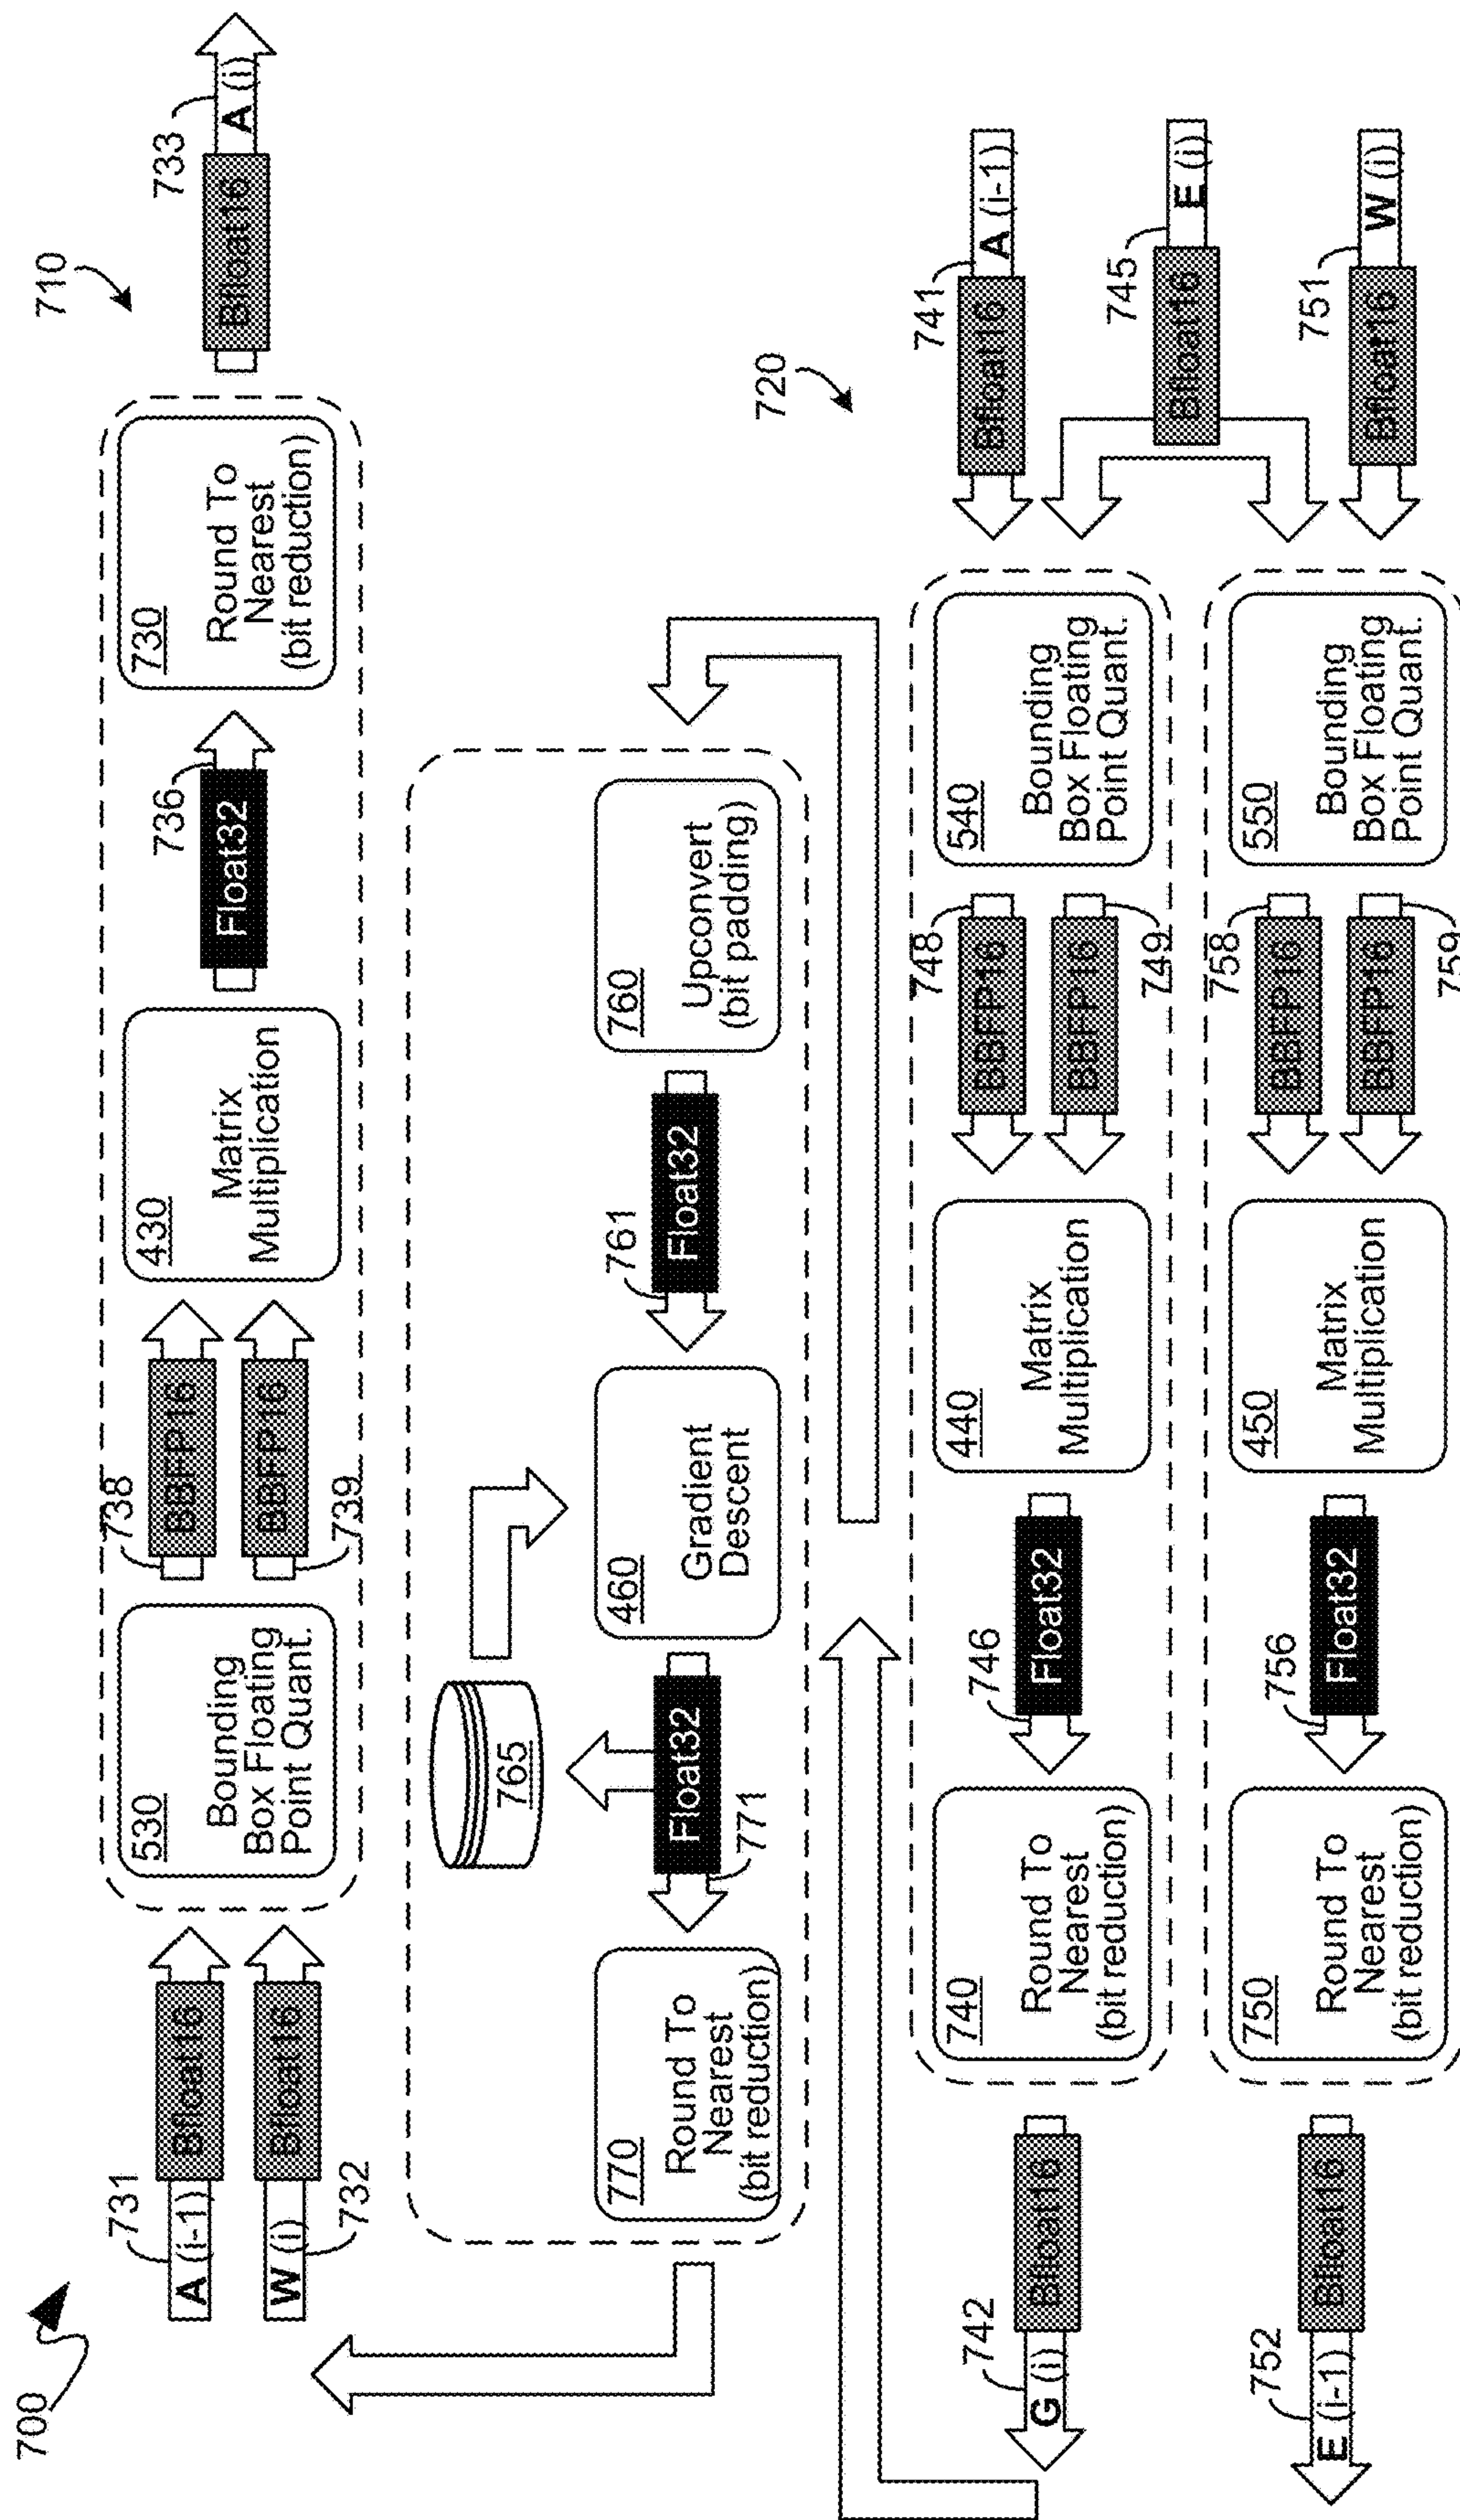 700
710
731
A (i-1)
Bfloat16
W (i)
Bfloat16
732
530
Bounding
Box Floating
Point Quant.
738
BBFP16
BBFP16
739
430
Matrix
Multiplication
736
Float32
730
Round To
Nearest
(bit reduction)
733
Bfloat16
A (i)
770
Round To
Nearest
(bit reduction)
765
Float32
771
460
Gradient
Descent
761
Float32
760
Upconvert
(bit padding)
720
742
G (i)
Bfloat16
740
Round To
Nearest
(bit reduction)
746
Float32
440
Matrix
Multiplication
748
BBFP16
BBFP16
749
540
Bounding
Box Floating
Point Quant.
741
Bfloat16
A (i-1)
745
Bfloat16
E (i)
752
E (i-1)
Bfloat16
750
Round To
Nearest
(bit reduction)
756
Float32
450
Matrix
Multiplication
758
BBFP16
BBFP16
759
550
Bounding
Box Floating
Point Quant.
751
Bfloat16
W (i)